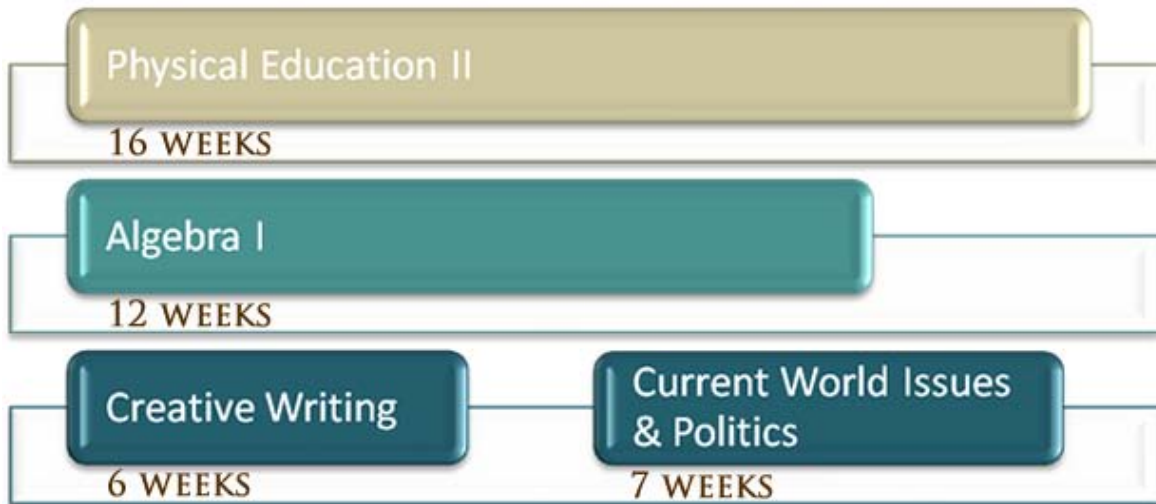 Physical Education II
16 WEEKS
Algebra I
12 WEEKS
Creative Writing
6 WEEKS
Current World Issues
& Politics
7 WEEKS